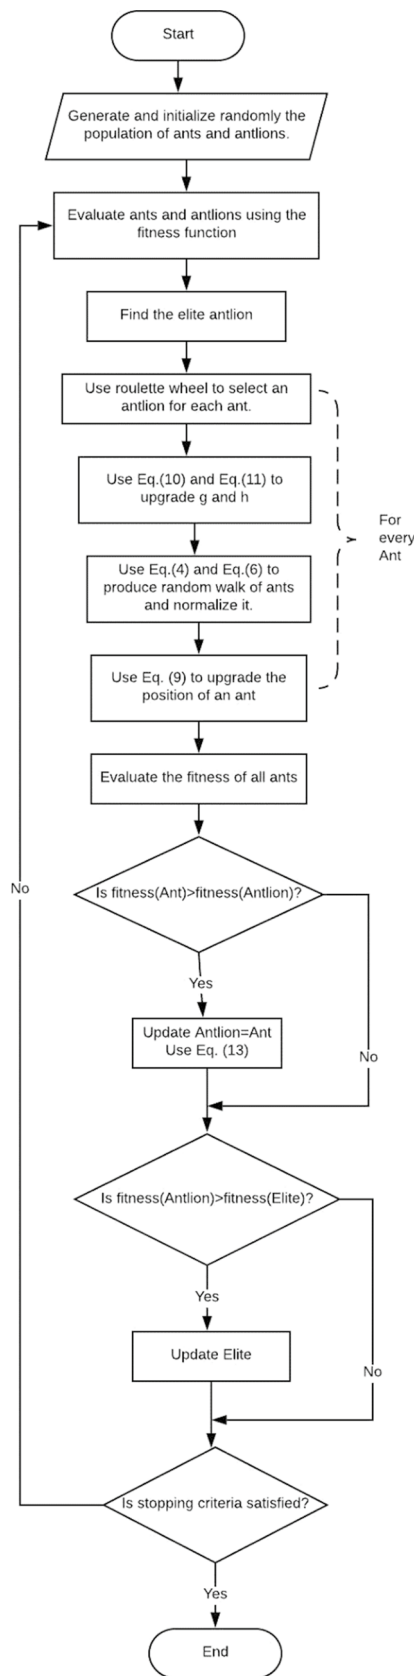 Start
Generate and initialize randomly the
population of ants and antlions.
Evaluate ants and antlions using the
fitness function
Find the elite antlion
Use roulette wheel to select an
antlion for each ant.
Use Eq.(10) and Eq.(11) to
upgrade g and h
For
every
Ant
Use Eq.(4) and Eq.(6) to
produce random walk of ants
and normalize it.
Use Eq. (9) to upgrade the
position of an ant
Evaluate the fitness of all ants
Is fitness(Ant)>fitness(Antlion)?
No
Yes
Update Antlion=Ant
Use Eq. (13)
No
Is fitness(Antlion)>fitness(Elite)?
Yes
Update Elite
No
Is stopping criteria satisfied?
Yes
End